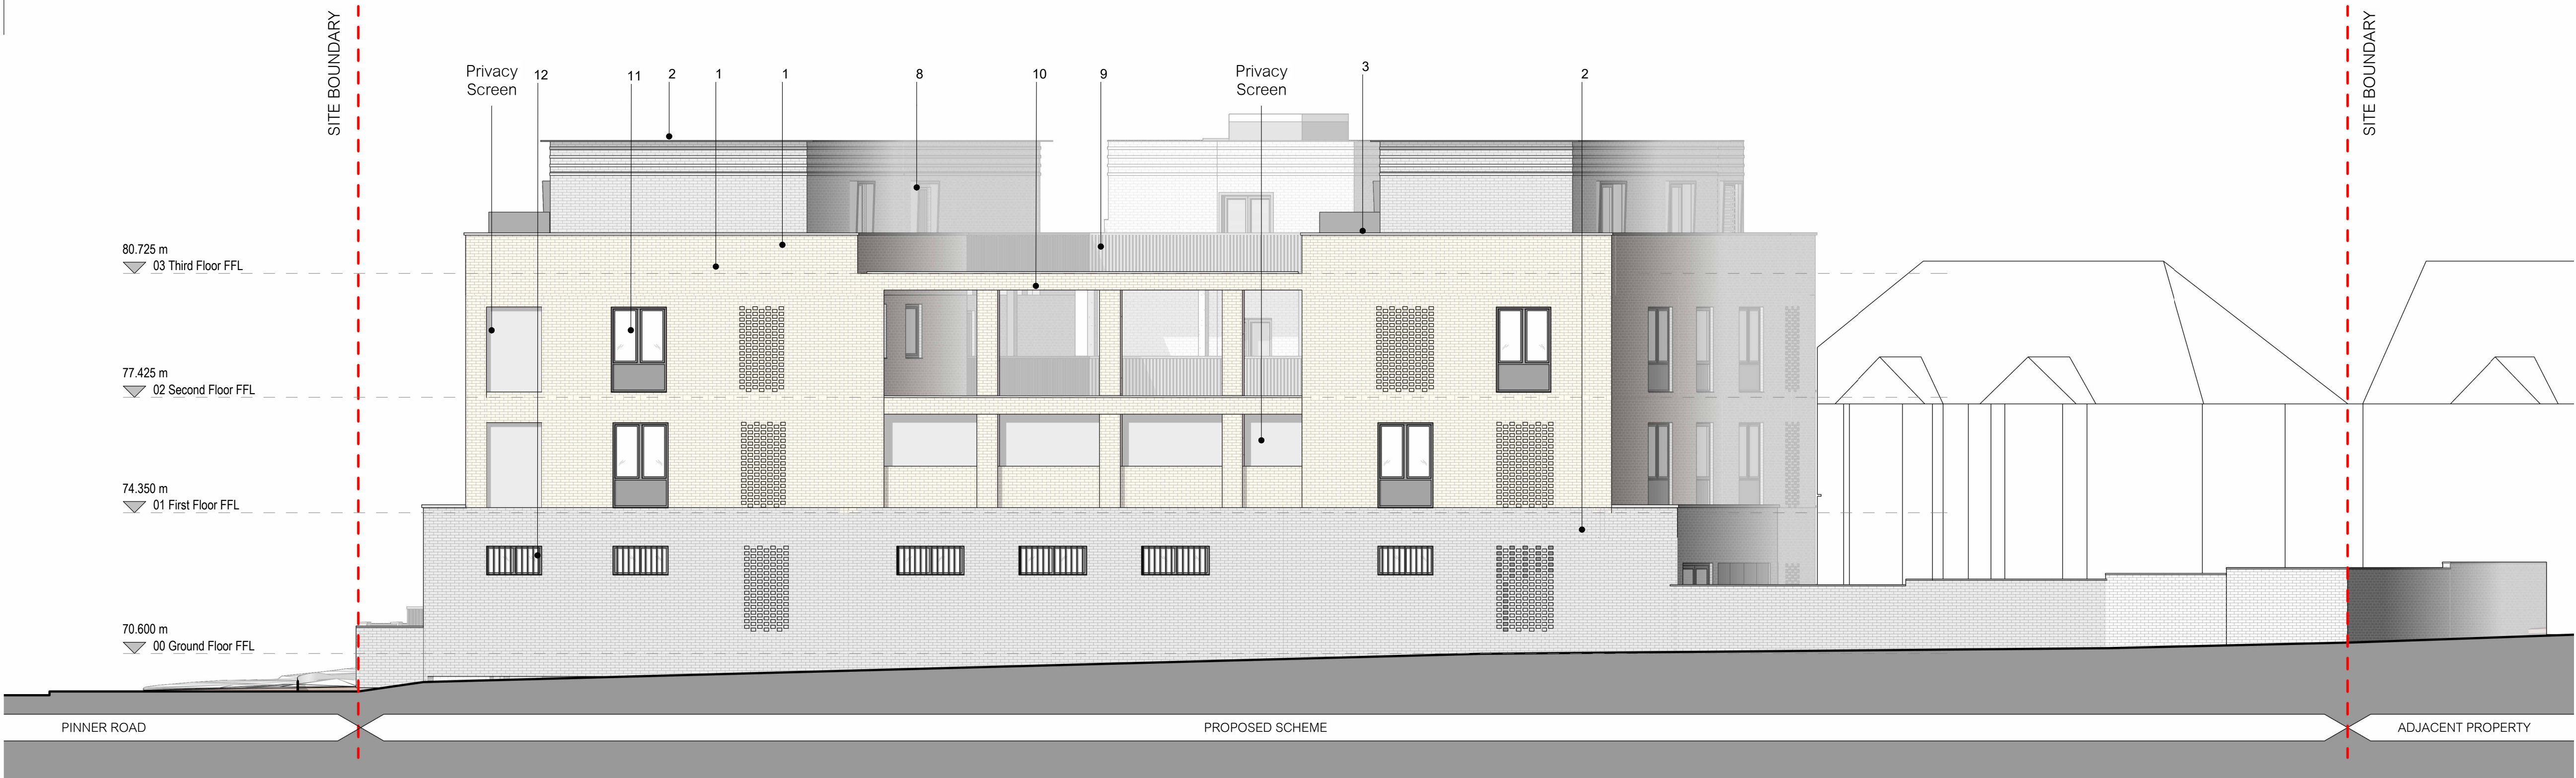 SITE BOUNDARY
SITE BOUNDARY
Privacy
Screen
12
11
2
1
1
8
10
9
Privacy
Screen
3
2
80.725 m
03 Third Floor FFL
77.425 m
02 Second Floor FFL
74.350 m
01 First Floor FFL
70.600 m
00 Ground Floor FFL
PINNER ROAD
PROPOSED SCHEME
ADJACENT PROPERTY